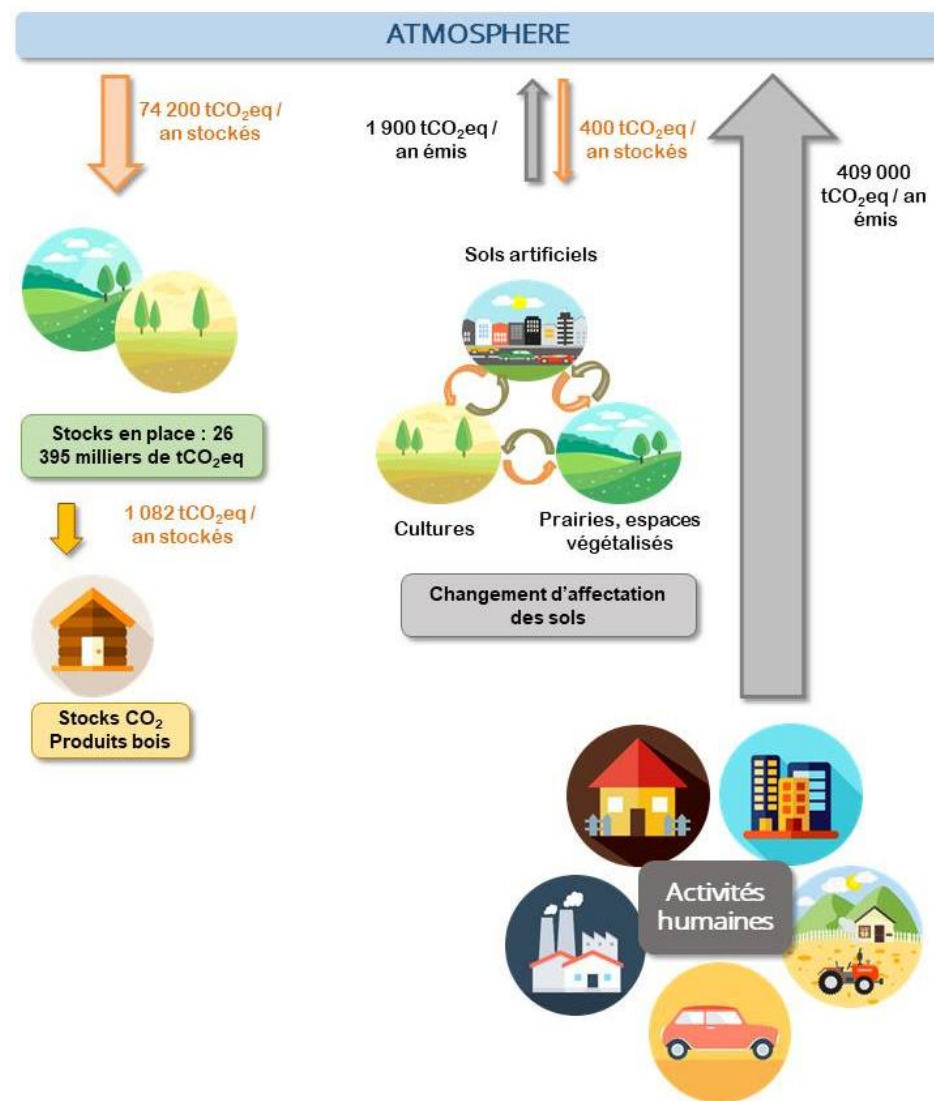 ATMOSPHERE
74 200 tCO₂eq /
an stockés
1 900 tCO₂eq /
an émis
400 tCO₂eq /
an stockés
409 000
tCO₂eq / an
émis
Sols artificiels
Stocks en place : 26
395 milliers de tCO₂eq
Cultures
Prairies, espaces
végétalisés
1 082 tCO₂eq /
an stockés
Changement d’affectation
des sols
Stocks CO₂
Produits bois
Activités
humaines